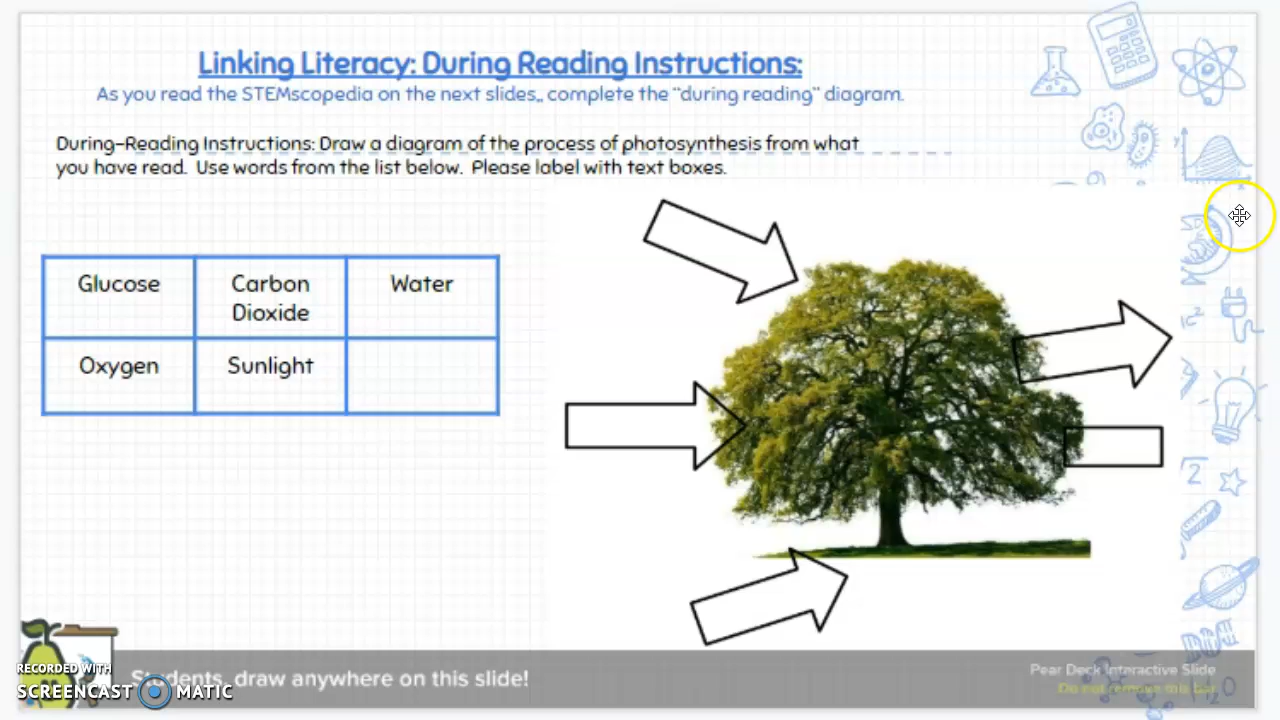 Linking Literacy: During Reading Instructions:
As you read the STEMscopedia on the next slides,, complete the "during reading" diagram.
During-Reading Instructions: Draw a diagram of the process of photosynthesis from what
you have read. Use words from the list below. Please label with text boxes.
Glucose
Carbon
Dioxide
Water
Oxygen
Sunlight
Students, draw anywhere on this slide!
Pear Deck Interactive Slide
Do not remove this bar
RECORDED WITH
SCREENCAST MATIC